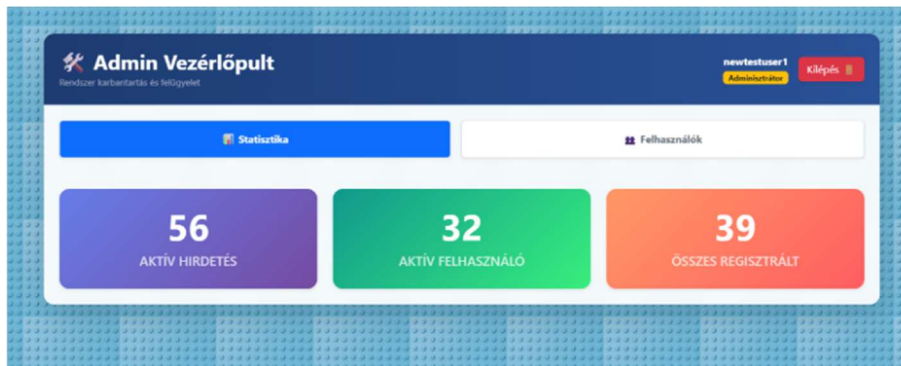 Admin Vezérlőpult
Rendszer karbantartás és felügyelet
newtestuser1
Adminisztrátor
Kilépés
Statisztika
Felhasználók
56
AKTÍV HIRDETÉS
32
AKTÍV FELHASZNÁLÓ
39
ÖSSZES REGISZTRÁLT